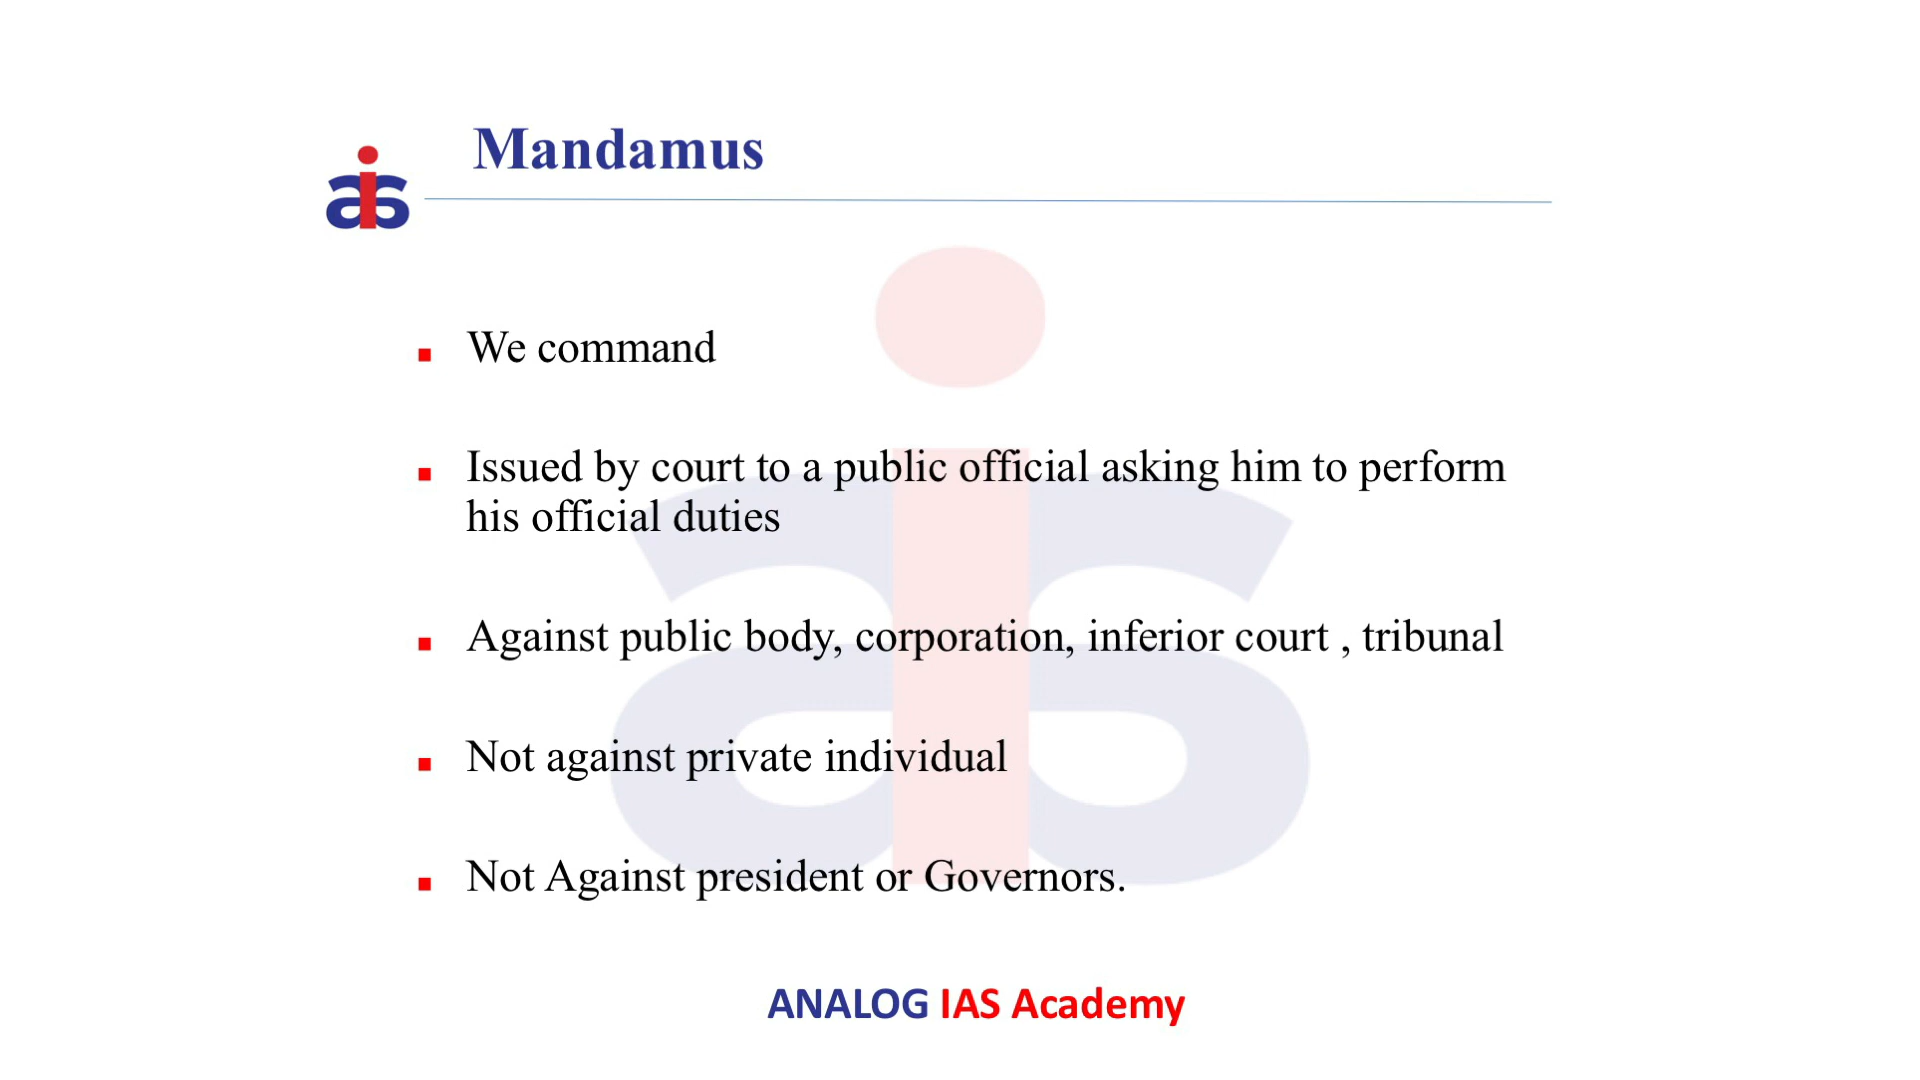 Mandamus
We command
Issued by court to a public official asking him to perform
his official duties
Against public body, corporation, inferior court , tribunal
Not against private individual
Not Against president or Governors.
ANALOG IAS Academy